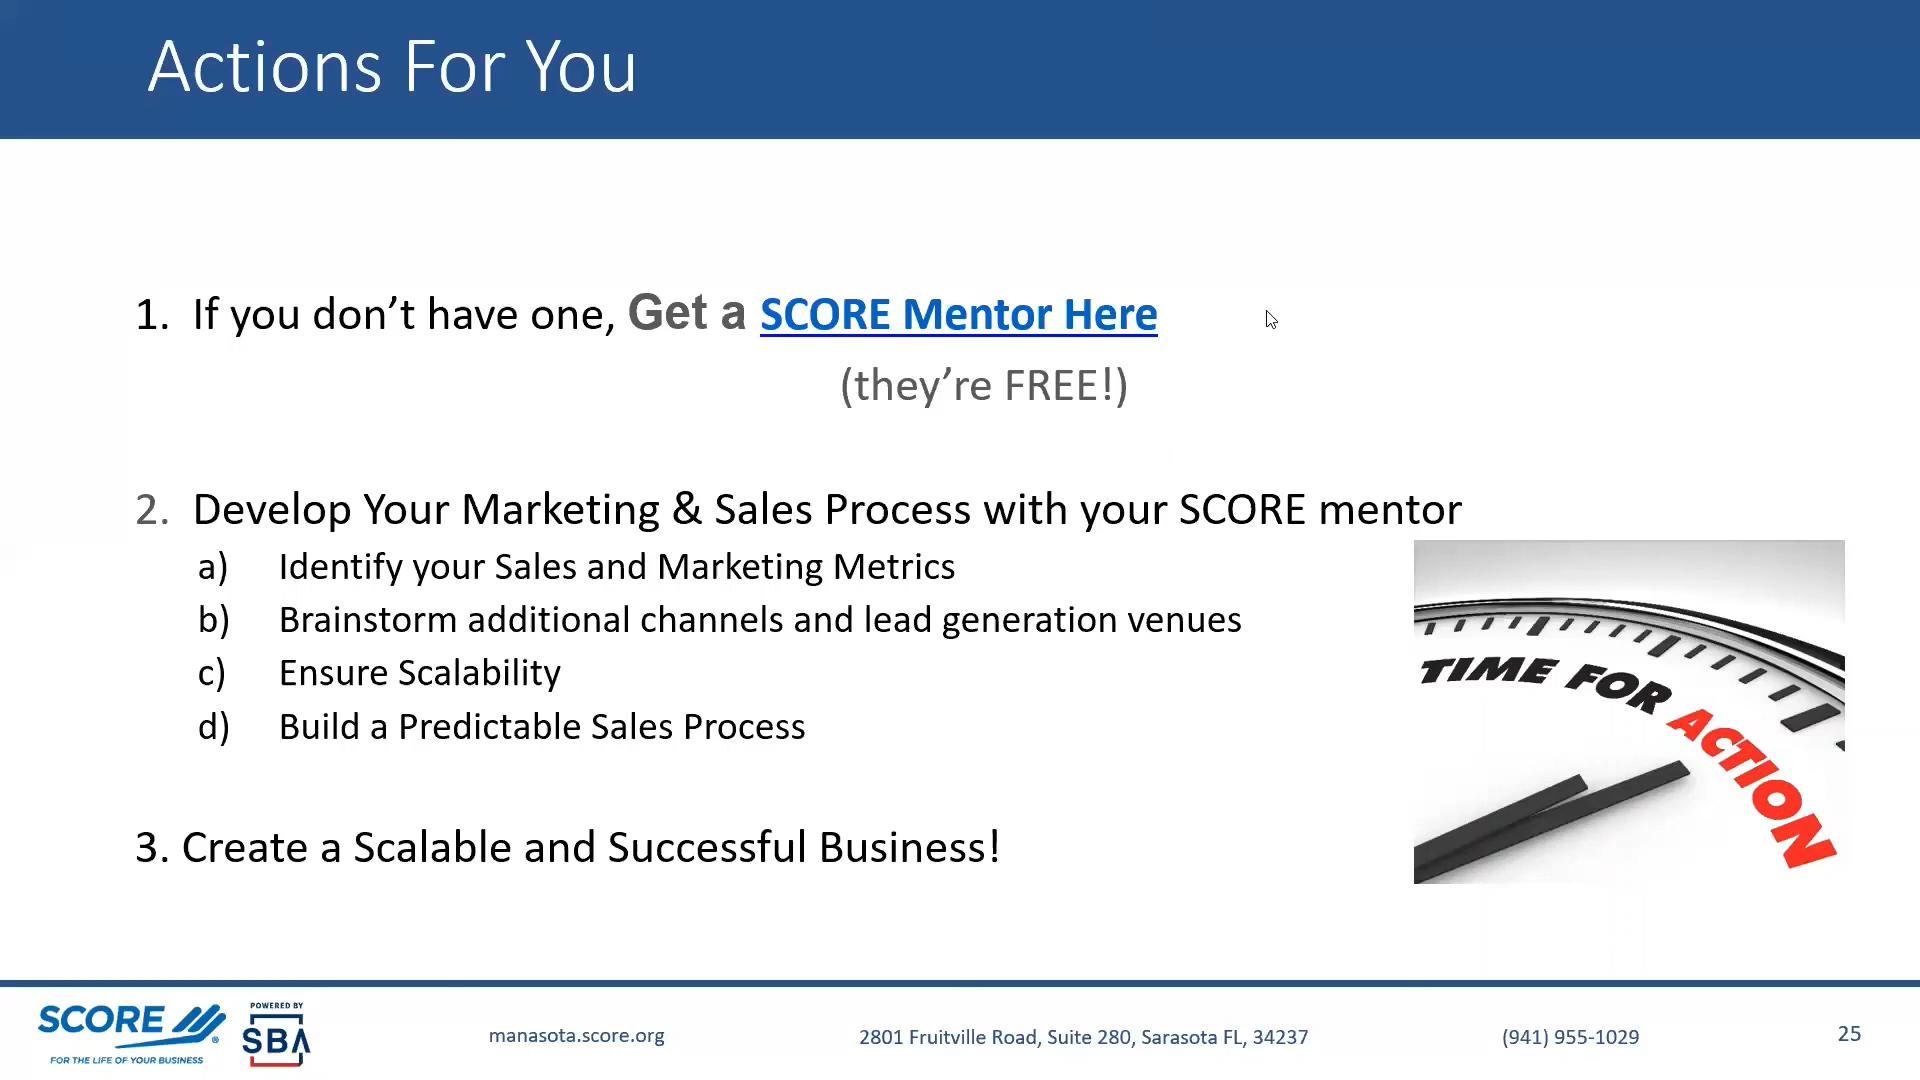 Actions For You
1. If you don’t have one, Get a SCORE Mentor Here
(they’re FREE!)
2. Develop Your Marketing & Sales Process with your SCORE mentor
a) Identify your Sales and Marketing Metrics
b) Brainstorm additional channels and lead generation venues
c) Ensure Scalability
d) Build a Predictable Sales Process
TIME FOR ACTION
3. Create a Scalable and Successful Business!
SCORE ®
FOR THE LIFE OF YOUR BUSINESS
POWERED BY
SBA
manasota.score.org
2801 Fruitville Road, Suite 280, Sarasota FL, 34237
(941) 955-1029
25